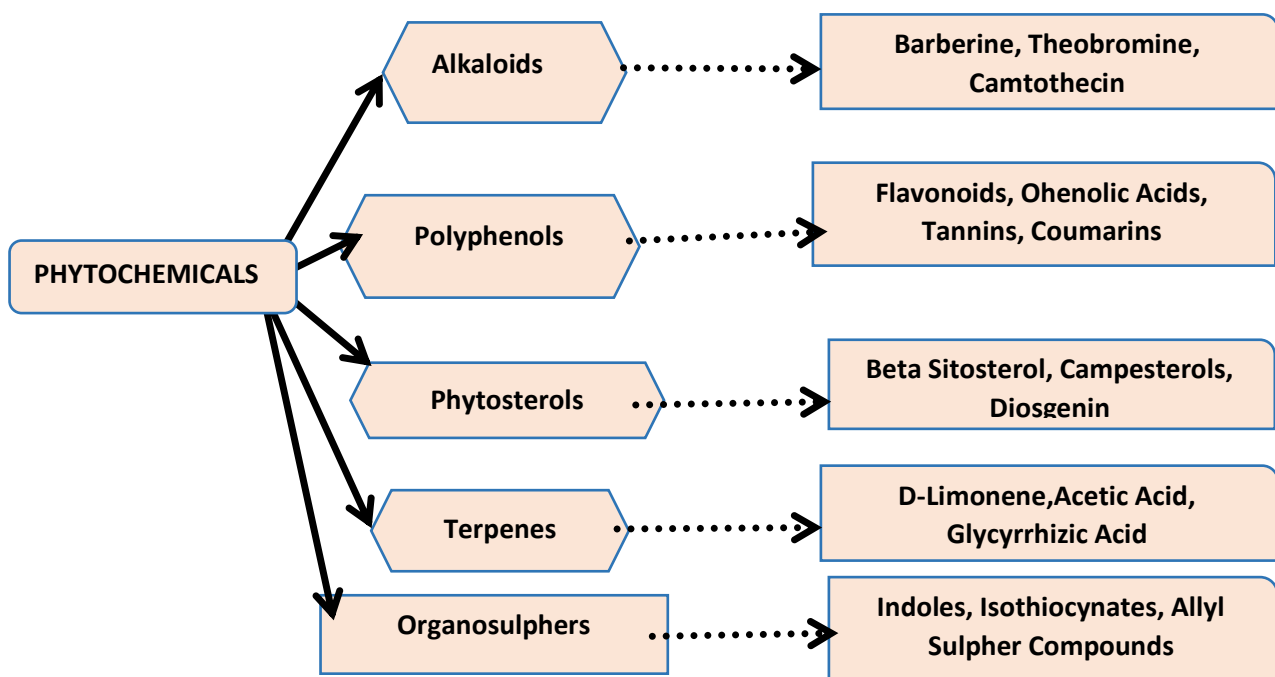 PHYTOCHEMICALS
Alkaloids
Barberine, Theobromine,
Camtothecin
Polyphenols
Flavonoids, Ohenolic Acids,
Tannins, Coumarins
Phytosterols
Beta Sitosterol, Campesterols,
Diosgenin
Terpenes
D-Limonene,Acetic Acid,
Glycyrrhizic Acid
Organosulphers
Indoles, Isothiocynates, Allyl
Sulpher Compounds